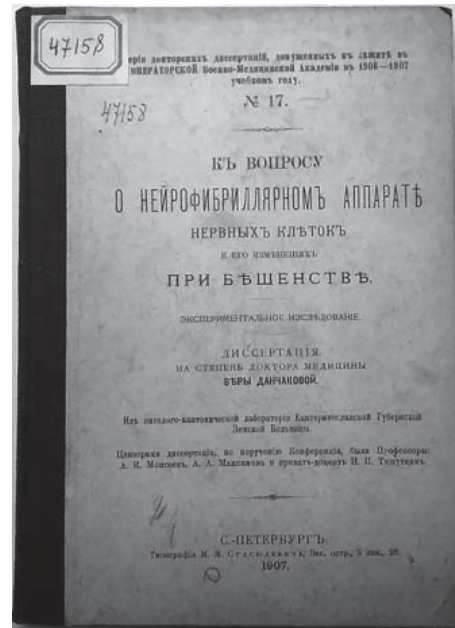 47158
серія докторскихъ диссертацій, допущенныхъ къ защитѣ въ
ИМПЕРАТОРСКОЙ Военно-Медицинской Академіи въ 1906—1907
учебномъ году.
№ 17.
47158
КЪ ВОПРОСУ
О НЕЙРОФИБРИЛЛЯРНОМЪ АППАРАТѢ
НЕРВНЫХЪ КЛѢТОКЪ
И ЕГО ИЗМѢНЕНІЯХЪ
ПРИ БѢШЕНСТВѢ.
ЭКСПЕРИМЕНТАЛЬНОЕ ИЗСЛѢДОВАНІЕ.
ДИССЕРТАЦІЯ
НА СТЕПЕНЬ ДОКТОРА МЕДИЦИНЫ
ВѢРЫ ДАНЧАКОВОЙ.
Изъ патолого-анатомической лабораторіи Екатеринославской Губернской
Земской Больницы.
Цензорами диссертаціи, по порученію Конференціи, были Профессоры:
А. И. Моисеевъ, А. А. Максимовъ и приватъ-доцентъ Н. П. Тишуткинъ.
С.-ПЕТЕРБУРГЪ.
Типографія М. М. Стасюлевича, Вас. остр., 5 лин., 28.
1907.